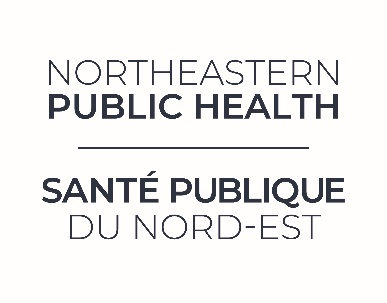 NORTHEASTERN
PUBLIC HEALTH
SANTÉ PUBLIQUE
DU NORD-EST